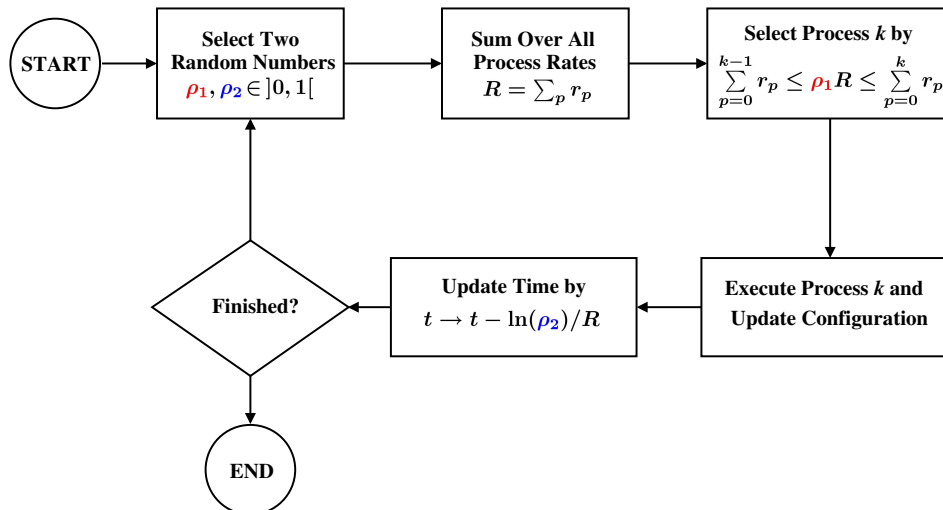 START
Select Two
Random Numbers
ρ₁, ρ₂ ∈ ]0, 1[
Sum Over All
Process Rates
R = ∑ₚ rₚ
Select Process k by
k−1 k
∑ rₚ ≤ ρ₁R ≤ ∑ rₚ
p=0 p=0
Execute Process k and
Update Configuration
Update Time by
t → t − ln(ρ₂)/R
Finished?
END